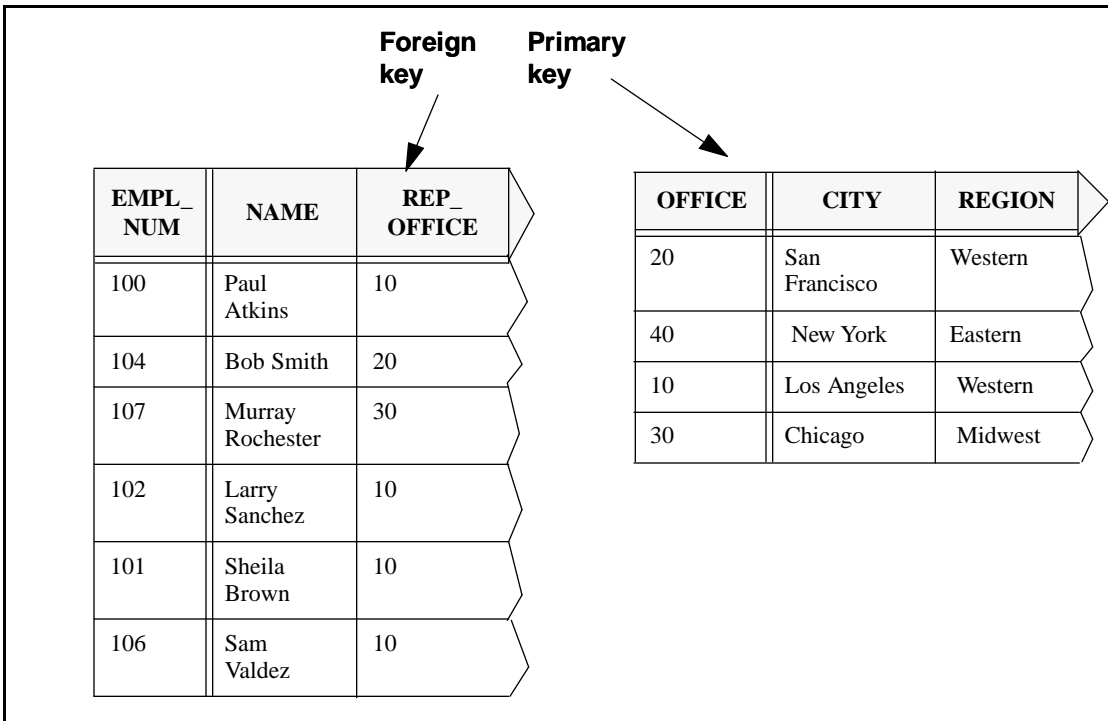 Foreign
key
Primary
key
EMPL_
NUM
NAME
REP_
OFFICE
100
Paul
Atkins
10
104
Bob Smith
20
107
Murray
Rochester
30
102
Larry
Sanchez
10
101
Sheila
Brown
10
106
Sam
Valdez
10
OFFICE
CITY
REGION
20
San
Francisco
Western
40
New York
Eastern
10
Los Angeles
Western
30
Chicago
Midwest